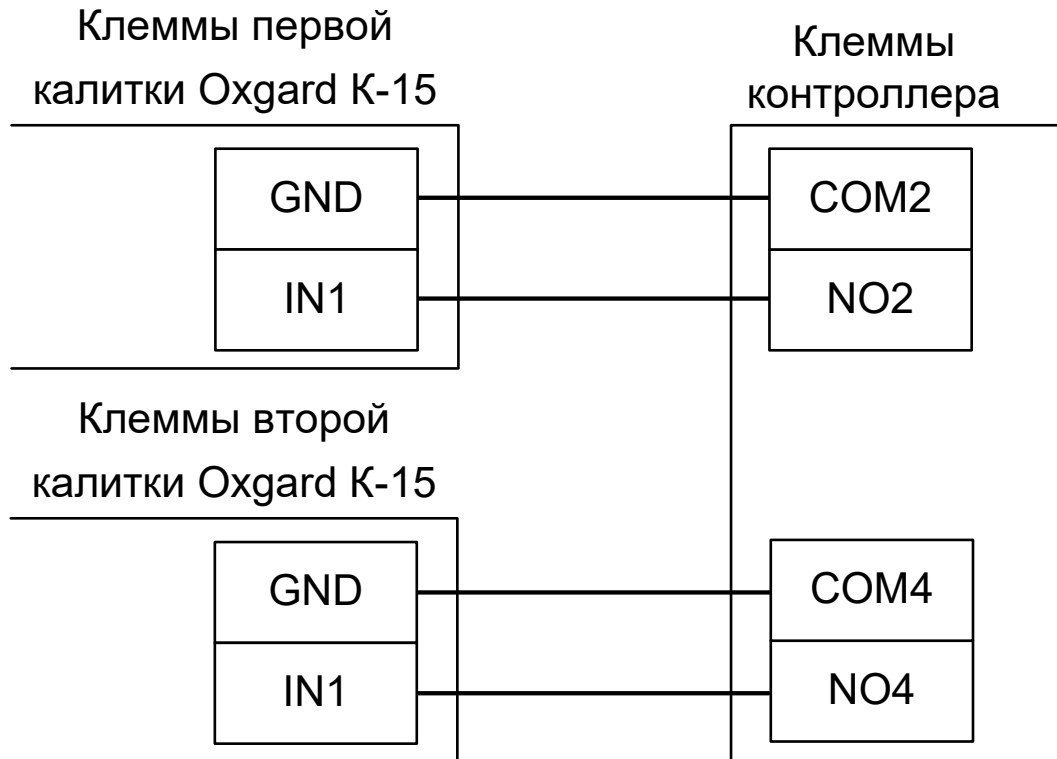 Клеммы первой
калитки Oxgard К-15
Клеммы
контроллера
GND
COM2
IN1
NO2
Клеммы второй
калитки Oxgard К-15
GND
COM4
IN1
NO4